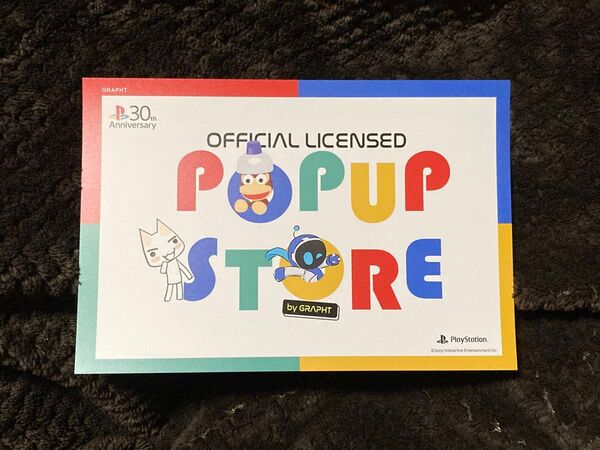 GRAPHT
30th
Anniversary
OFFICIAL LICENSED
POPUP
STORE
by GRAPHT
PlayStation
©Sony Interactive Entertainment Inc.